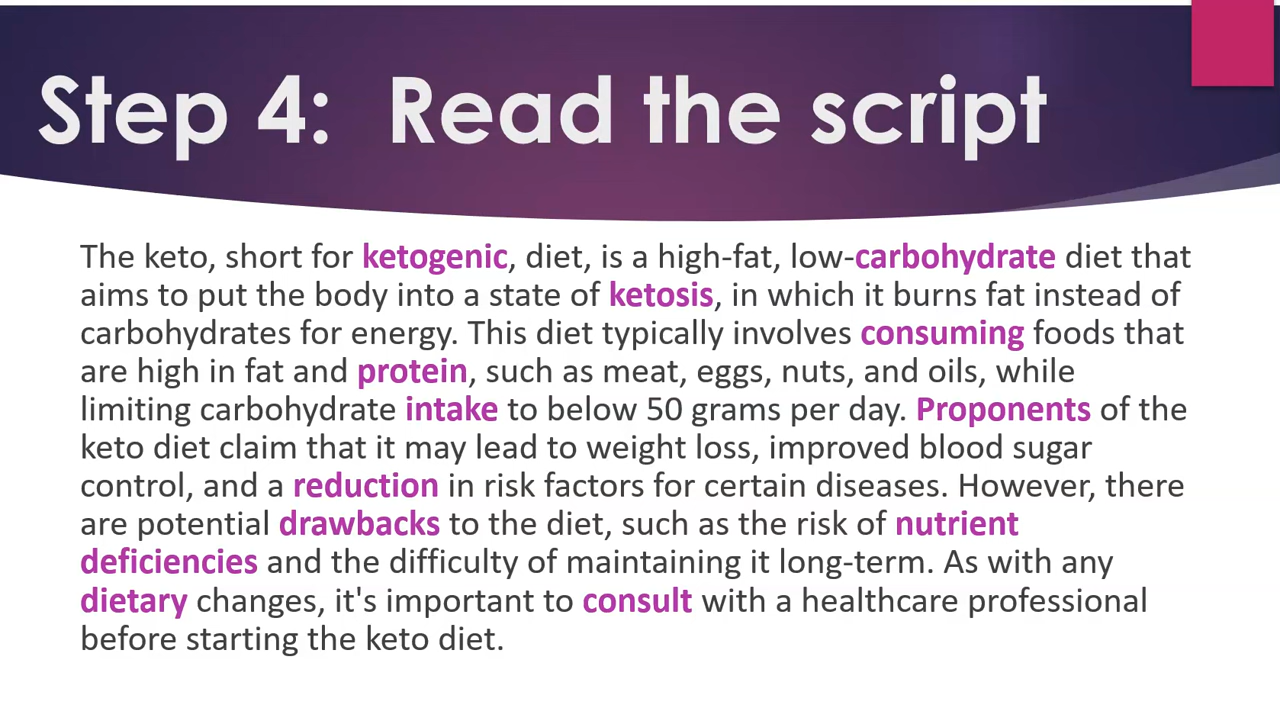 Step 4: Read the script
The keto, short for ketogenic, diet, is a high-fat, low-carbohydrate diet that
aims to put the body into a state of ketosis, in which it burns fat instead of
carbohydrates for energy. This diet typically involves consuming foods that
are high in fat and protein, such as meat, eggs, nuts, and oils, while
limiting carbohydrate intake to below 50 grams per day. Proponents of the
keto diet claim that it may lead to weight loss, improved blood sugar
control, and a reduction in risk factors for certain diseases. However, there
are potential drawbacks to the diet, such as the risk of nutrient
deficiencies and the difficulty of maintaining it long-term. As with any
dietary changes, it's important to consult with a healthcare professional
before starting the keto diet.